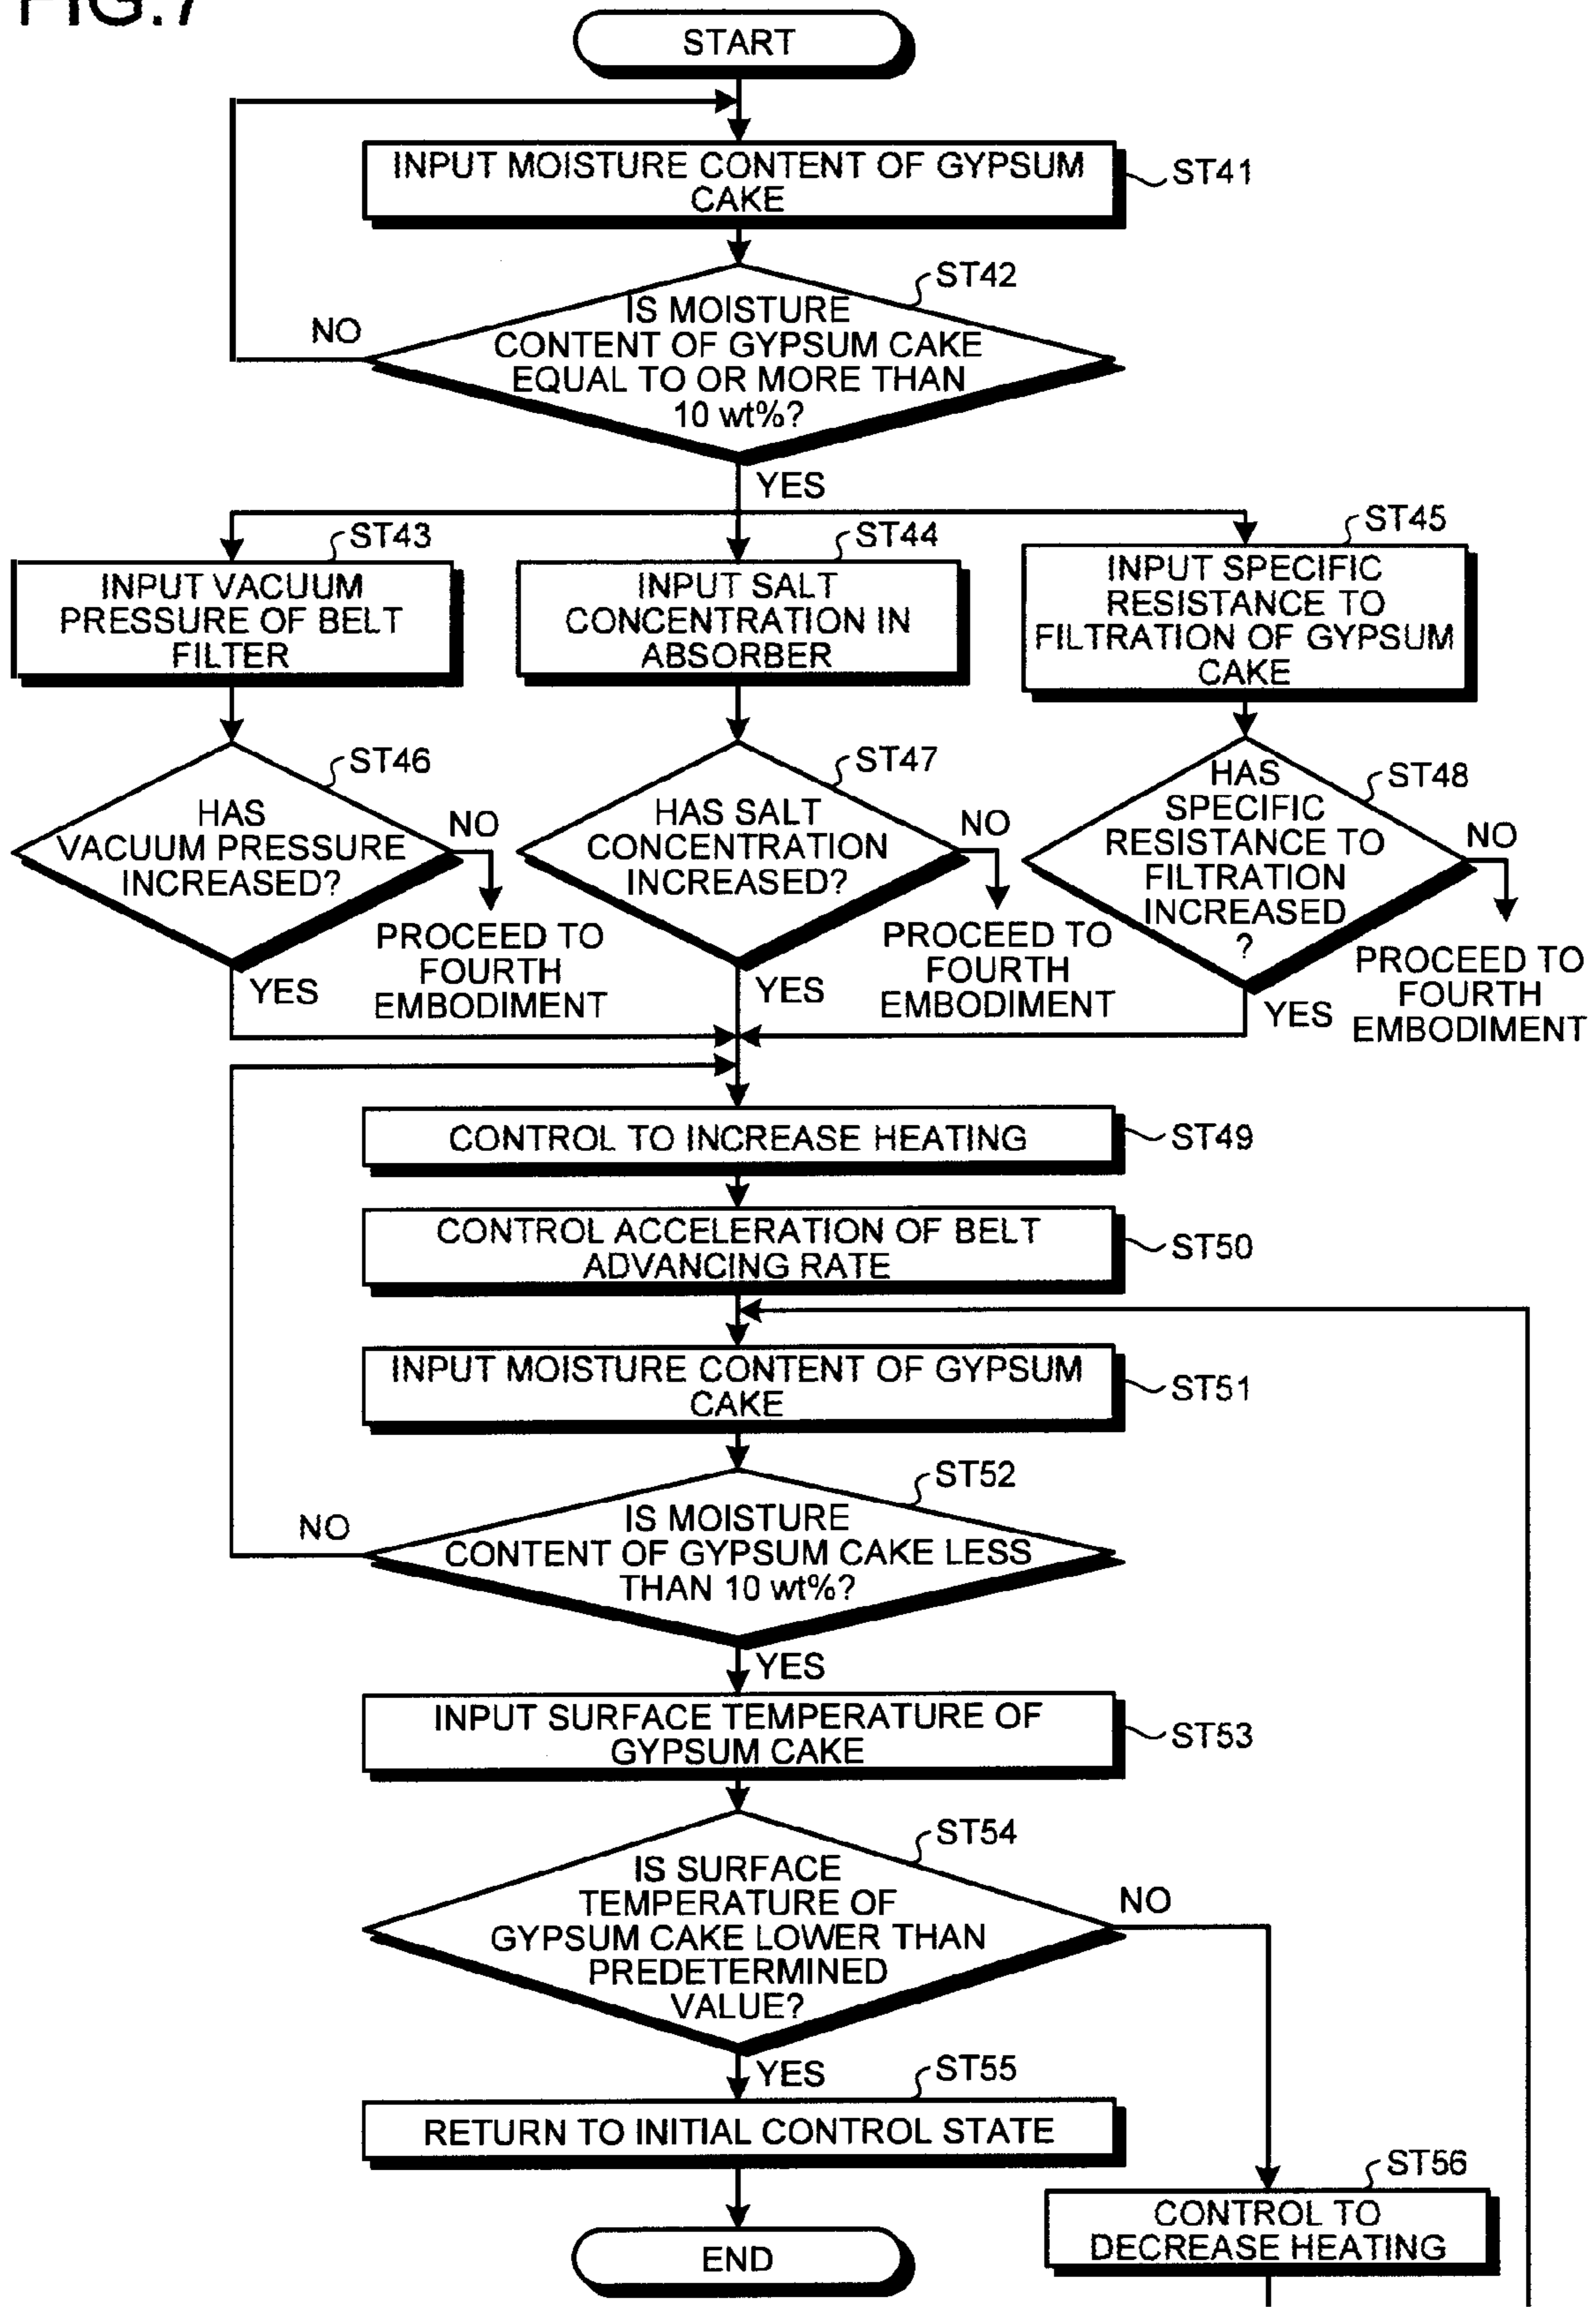 FIG.7
START
INPUT MOISTURE CONTENT OF GYPSUM
CAKE
ST41
ST42
IS MOISTURE
CONTENT OF GYPSUM CAKE
EQUAL TO OR MORE THAN
10 wt%?
NO
YES
ST43
INPUT VACUUM
PRESSURE OF BELT
FILTER
ST44
INPUT SALT
CONCENTRATION IN
ABSORBER
ST45
INPUT SPECIFIC
RESISTANCE TO
FILTRATION OF GYPSUM
CAKE
ST46
HAS
VACUUM PRESSURE
INCREASED?
NO
PROCEED TO
FOURTH
EMBODIMENT
YES
ST47
HAS SALT
CONCENTRATION
INCREASED?
NO
PROCEED TO
FOURTH
EMBODIMENT
YES
ST48
HAS
SPECIFIC
RESISTANCE TO
FILTRATION
INCREASED
?
NO
PROCEED TO
FOURTH
EMBODIMENT
YES
CONTROL TO INCREASE HEATING
ST49
CONTROL ACCELERATION OF BELT
ADVANCING RATE
ST50
INPUT MOISTURE CONTENT OF GYPSUM
CAKE
ST51
ST52
IS MOISTURE
CONTENT OF GYPSUM CAKE LESS
THAN 10 wt%?
NO
YES
INPUT SURFACE TEMPERATURE OF
GYPSUM CAKE
ST53
ST54
IS SURFACE
TEMPERATURE OF
GYPSUM CAKE LOWER THAN
PREDETERMINED
VALUE?
NO
YES
ST55
RETURN TO INITIAL CONTROL STATE
ST56
CONTROL TO
DECREASE HEATING
END